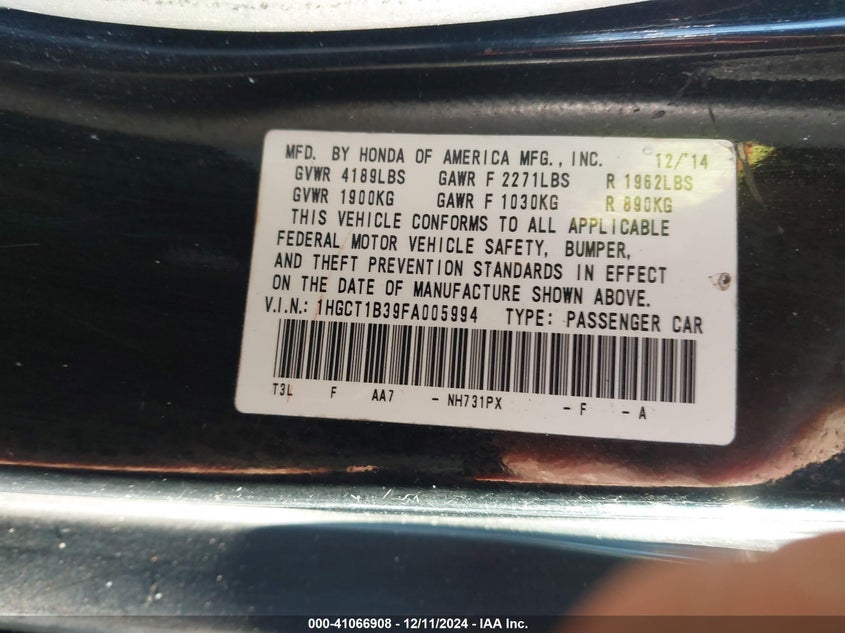 MFD. BY HONDA OF AMERICA MFG., INC. 12/'14
GVWR 4189LBS GAWR F 2271LBS R 1962LBS
GVWR 1900KG GAWR F 1030KG R 890KG
THIS VEHICLE CONFORMS TO ALL APPLICABLE
FEDERAL MOTOR VEHICLE SAFETY, BUMPER,
AND THEFT PREVENTION STANDARDS IN EFFECT
ON THE DATE OF MANUFACTURE SHOWN ABOVE.
V.I.N.: 1HGCT1B39FA005994 TYPE: PASSENGER CAR
T3L F AA7 - NH731PX - F - A
000-41066908 - 12/11/2024 - IAA Inc.